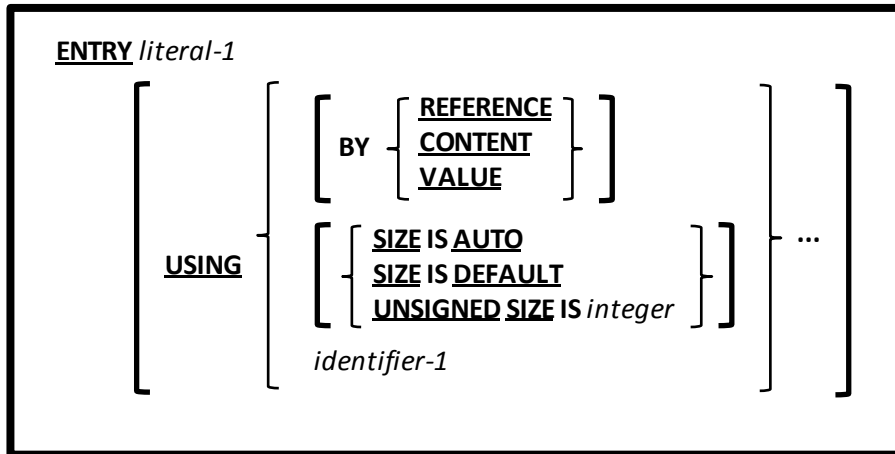 ENTRY literal-1
REFERENCE
BY CONTENT
VALUE
SIZE IS AUTO
USING SIZE IS DEFAULT ...
UNSIGNED SIZE IS integer
identifier-1